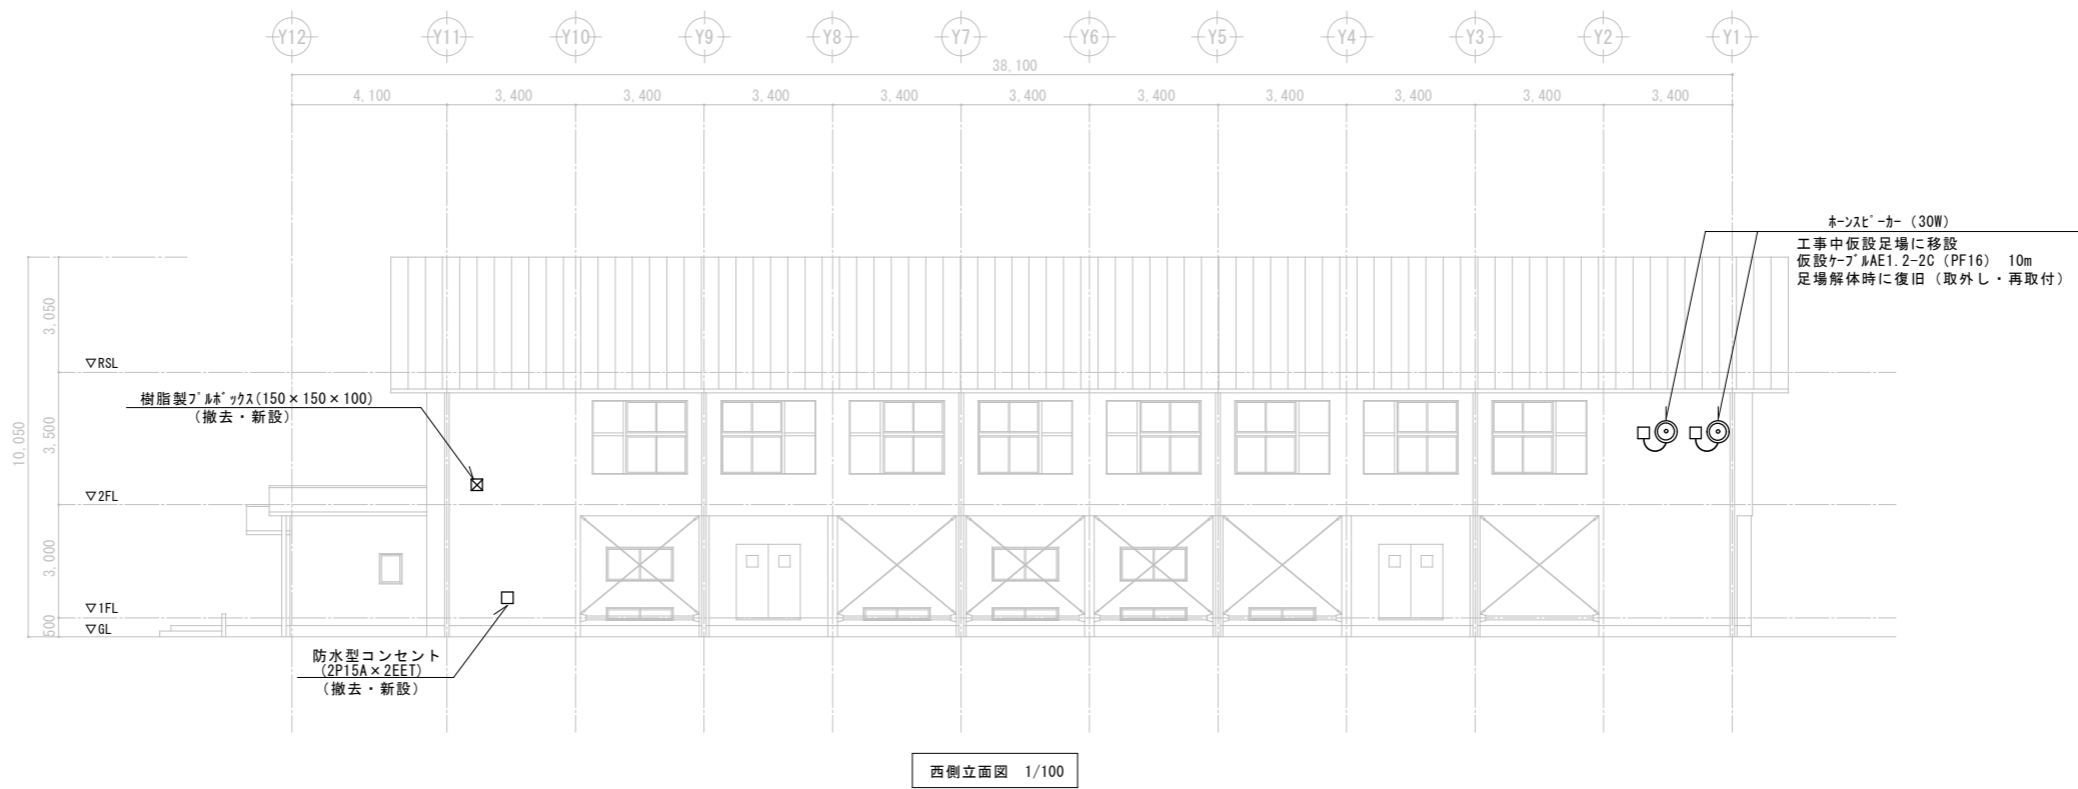 Y12 Y11 Y10 Y9 Y8 Y7 Y6 Y5 Y4 Y3 Y2 Y1
38,100
4,100 3,400 3,400 3,400 3,400 3,400 3,400 3,400 3,400 3,400 3,400
ホーンスピーカー (30W)
工事中仮設足場に移設
仮設ケーブルAE1.2-2C (PF16) 10m
足場解体時に復旧 (取外し・再取付)
3,050
▽RSL
樹脂製プルボックス(150×150×100)
(撤去・新設)
3,500
10,050
▽2FL
3,000
▽1FL
500
▽GL
防水型コンセント
(2P15A×2EET)
(撤去・新設)
西側立面図 1/100